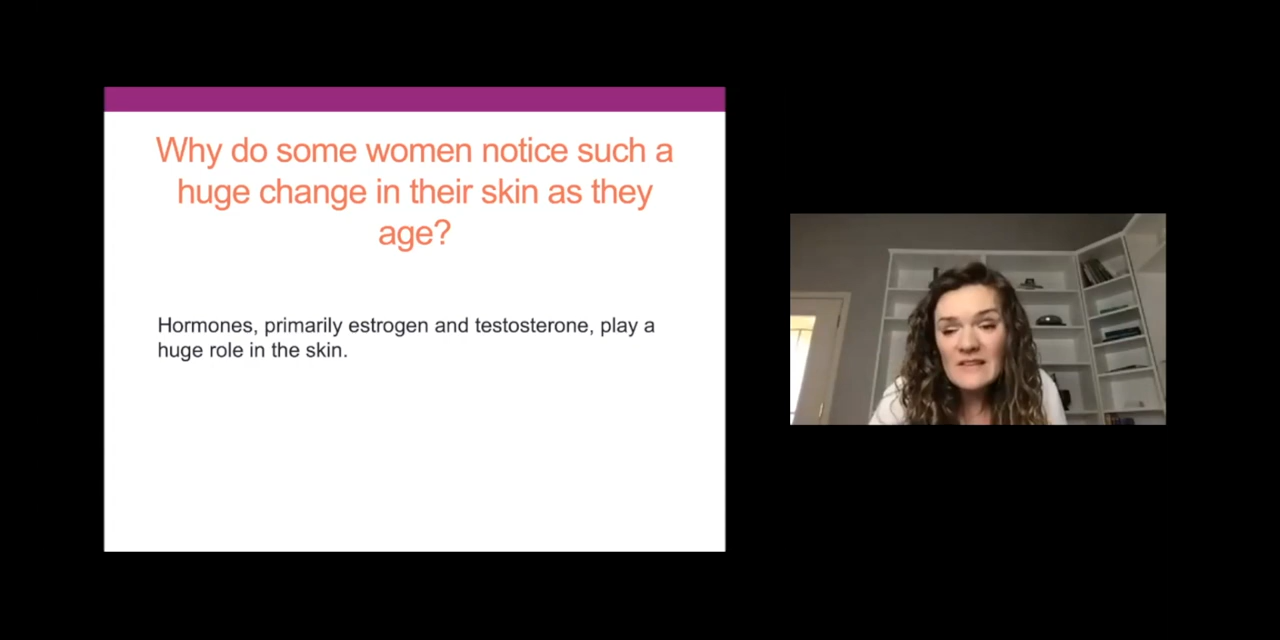 Why do some women notice such a
huge change in their skin as they
age?
Hormones, primarily estrogen and testosterone, play a
huge role in the skin.